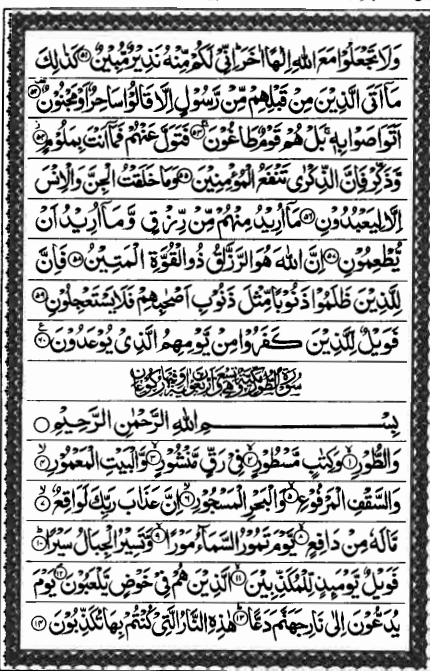 وَلَا تَجْعَلُوْا مَعَ اللّٰهِ اِلٰهًا اٰخَرَ ؕ اِنِّىْ لَكُمْ مِّنْهُ نَذِيْرٌ مُّبِيْنٌ ﴿۵۱﴾ كَذٰلِكَ
مَاۤ اَتَى الَّذِيْنَ مِنْ قَبْلِهِمْ مِّنْ رَّسُوْلٍ اِلَّا قَالُوْا سَاحِرٌ اَوْ مَجْنُوْنٌ ﴿۵۲﴾
اَتَوَاصَوْا بِهٖ ۚ بَلْ هُمْ قَوْمٌ طَاغُوْنَ ﴿۵۳﴾ فَتَوَلَّ عَنْهُمْ فَمَاۤ اَنْتَ بِمَلُوْمٍ ﴿۵۴﴾
وَّذَكِّرْ فَاِنَّ الذِّكْرٰى تَنْفَعُ الْمُؤْمِنِيْنَ ﴿۵۵﴾ وَمَا خَلَقْتُ الْجِنَّ وَالْاِنْسَ
اِلَّا لِيَعْبُدُوْنِ ﴿۵۶﴾ مَاۤ اُرِيْدُ مِنْهُمْ مِّنْ رِّزْقٍ وَّمَاۤ اُرِيْدُ اَنْ
يُّطْعِمُوْنِ ﴿۵۷﴾ اِنَّ اللّٰهَ هُوَ الرَّزَّاقُ ذُو الْقُوَّةِ الْمَتِيْنُ ﴿۵۸﴾ فَاِنَّ
لِلَّذِيْنَ ظَلَمُوْا ذَنُوْبًا مِّثْلَ ذَنُوْبِ اَصْحٰبِهِمْ فَلَا يَسْتَعْجِلُوْنِ ﴿۵۹﴾
فَوَيْلٌ لِّلَّذِيْنَ كَفَرُوْا مِنْ يَّوْمِهِمُ الَّذِىْ يُوْعَدُوْنَ ﴿۶۰﴾
سُوْرَةُ الطُّوْرِ مَكِّيَّةٌ وَّهِىَ تِسْعٌ وَّاَرْبَعُوْنَ اٰيَةً وَّفِيْهَا رُكُوْعَانِ
بِسْمِ اللّٰهِ الرَّحْمٰنِ الرَّحِيْمِ
وَالطُّوْرِ ﴿۱﴾ وَكِتٰبٍ مَّسْطُوْرٍ ﴿۲﴾ فِىْ رَقٍّ مَّنْشُوْرٍ ﴿۳﴾ وَّالْبَيْتِ الْمَعْمُوْرِ ﴿۴﴾
وَالسَّقْفِ الْمَرْفُوْعِ ﴿۵﴾ وَالْبَحْرِ الْمَسْجُوْرِ ﴿۶﴾ اِنَّ عَذَابَ رَبِّكَ لَوَاقِعٌ ﴿۷﴾
مَّا لَهٗ مِنْ دَافِعٍ ﴿۸﴾ يَّوْمَ تَمُوْرُ السَّمَآءُ مَوْرًا ﴿۹﴾ وَّتَسِيْرُ الْجِبَالُ سَيْرًا ﴿۱۰﴾
فَوَيْلٌ يَّوْمَئِذٍ لِّلْمُكَذِّبِيْنَ ﴿۱۱﴾ الَّذِيْنَ هُمْ فِىْ خَوْضٍ يَّلْعَبُوْنَ ﴿۱۲﴾ يَوْمَ
يُدَعُّوْنَ اِلٰى نَارِ جَهَنَّمَ دَعًّا ﴿۱۳﴾ هٰذِهِ النَّارُ الَّتِىْ كُنْتُمْ بِهَا تُكَذِّبُوْنَ ﴿۱۴﴾